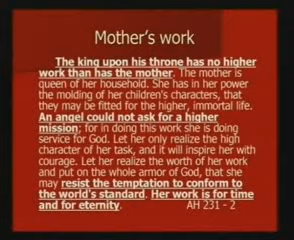 Mother's work
The king upon his throne has no higher
work than has the mother. The mother is
queen of her household. She has in her power
the molding of her children's characters, that
they may be fitted for the higher, immortal life.
An angel could not ask for a higher
mission; for in doing this work she is doing
service for God. Let her only realize the high
character of her task, and it will inspire her with
courage. Let her realize the worth of her work
and put on the whole armor of God, that she
may resist the temptation to conform to
the world's standard. Her work is for time
and for eternity. AH 231 - 2